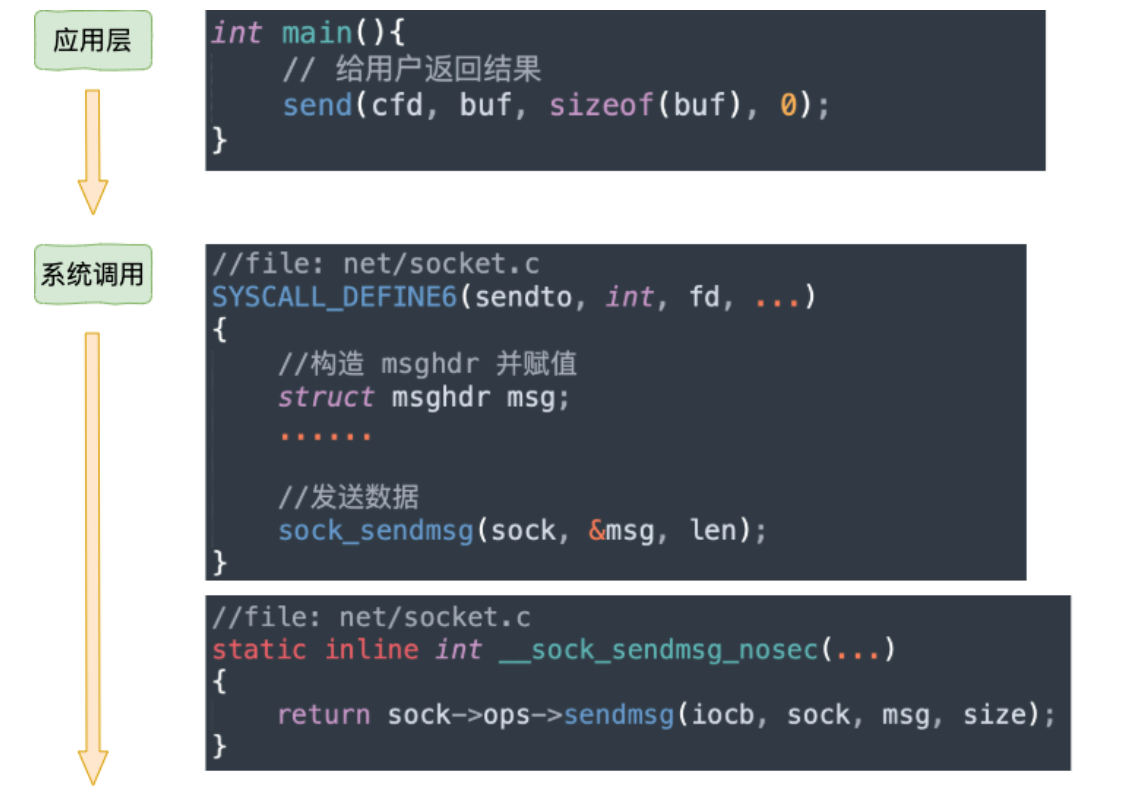 应用层
int main(){
// 给用户返回结果
send(cfd, buf, sizeof(buf), 0);
}
系统调用
//file: net/socket.c
SYSCALL_DEFINE6(sendto, int, fd, ...)
{
//构造 msghdr 并赋值
struct msghdr msg;
......
//发送数据
sock_sendmsg(sock, &msg, len);
}
//file: net/socket.c
static inline int __sock_sendmsg_nosec(...)
{
return sock->ops->sendmsg(iocb, sock, msg, size);
}